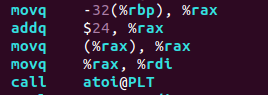 movq -32(%rbp), %rax
addq $24, %rax
movq (%rax), %rax
movq %rax, %rdi
call atoi@PLT